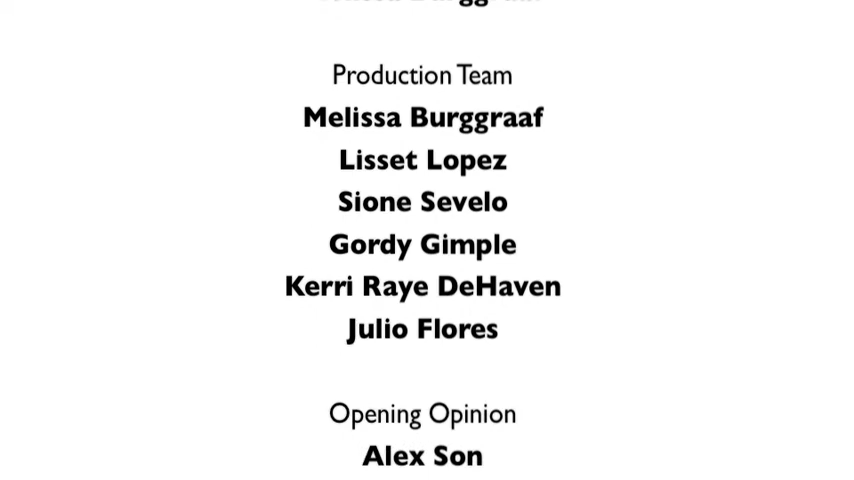 Production Team
Melissa Burggraaf
Lisset Lopez
Sione Sevelo
Gordy Gimple
Kerri Raye DeHaven
Julio Flores
Opening Opinion
Alex Son